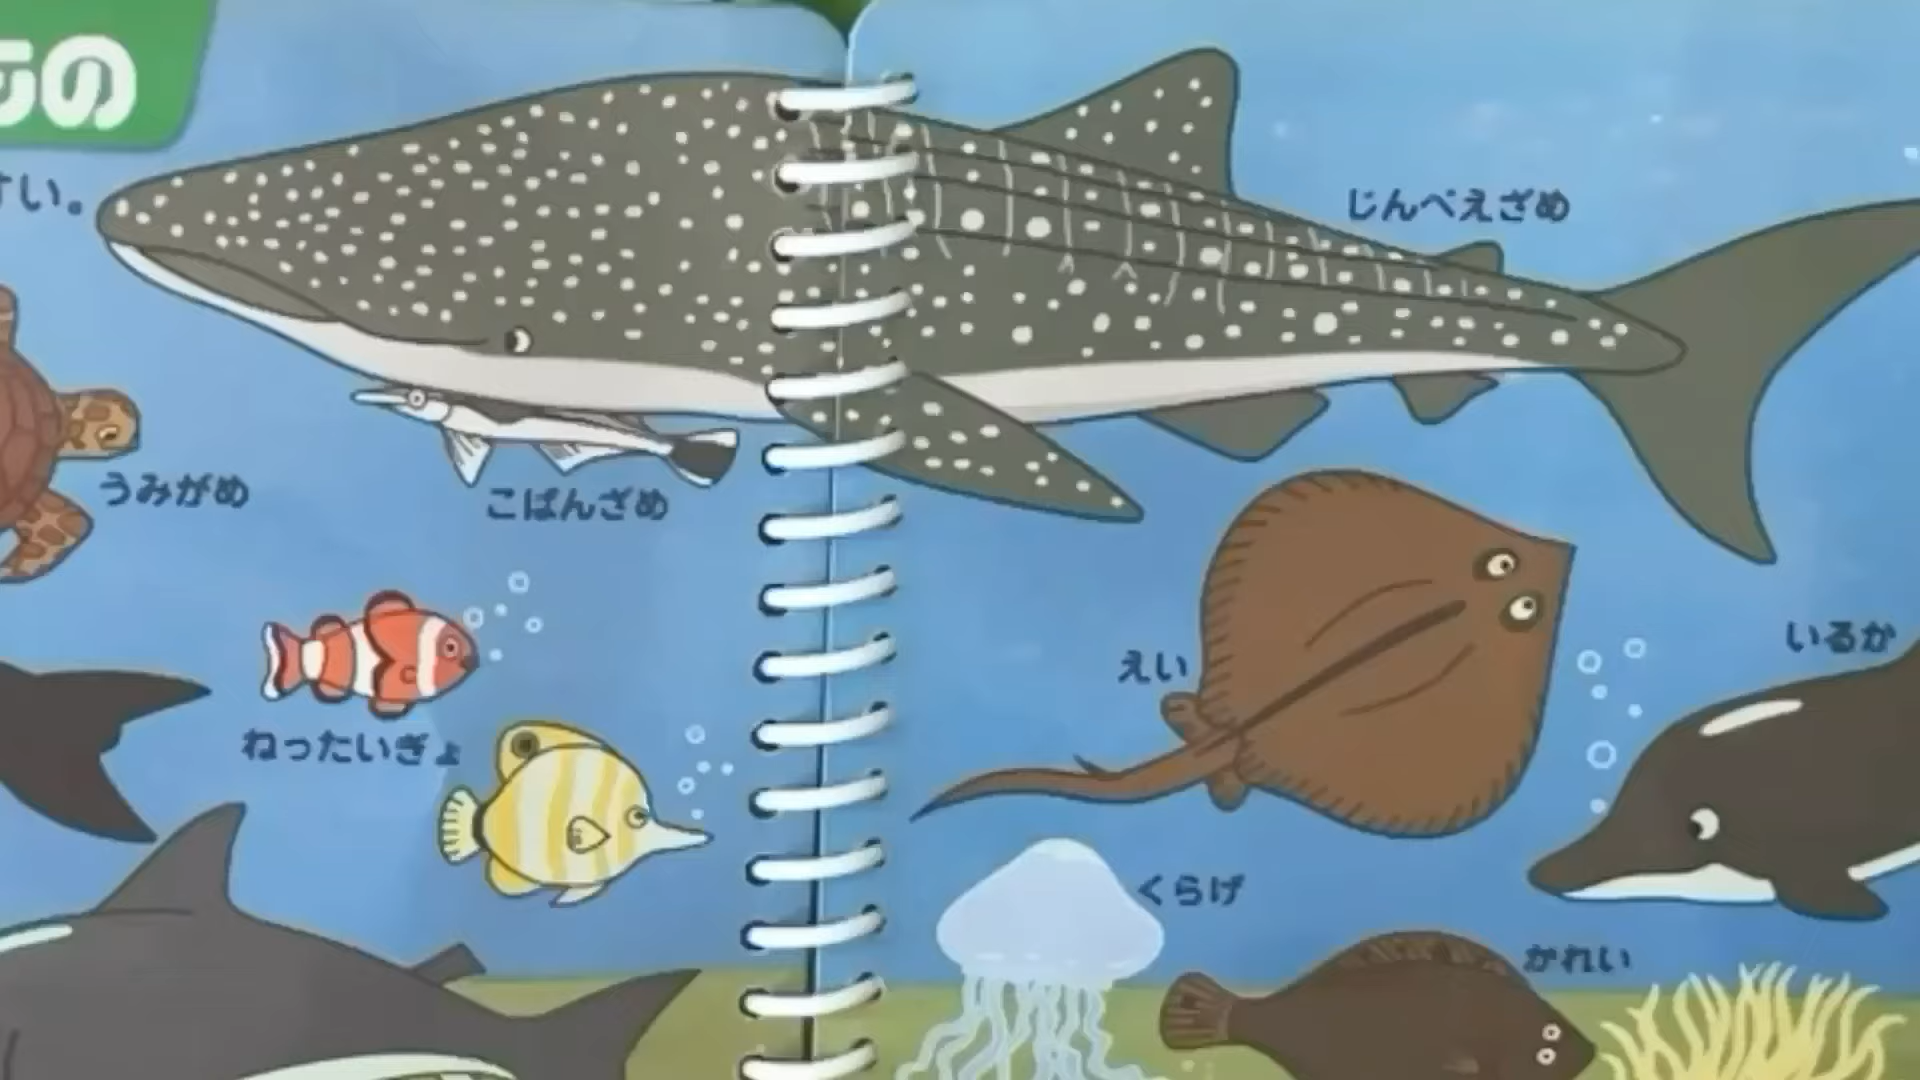 もの
すい。
じんべえざめ
うみがめ
こばんざめ
ねったいぎょ
えい
いるか
くらげ
かれい